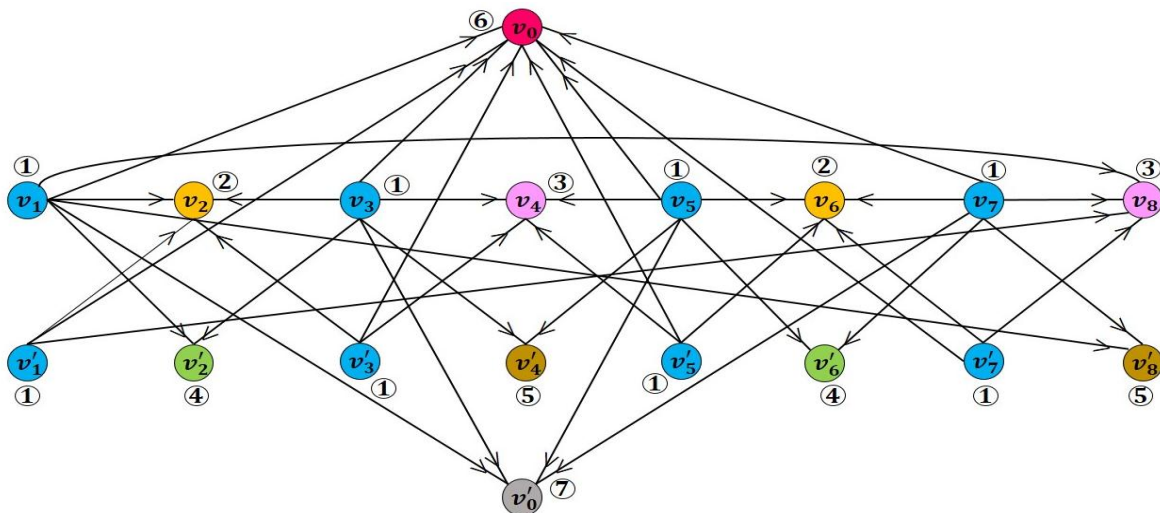 ⑥ v₀
① ② ① ③ ① ② ① ③
v₁ v₂ v₃ v₄ v₅ v₆ v₇ v₈
v′₁ v′₂ v′₃ v′₄ v′₅ v′₆ v′₇ v′₈
① ④ ① ⑤ ① ④ ① ⑤
v′₀ ⑦